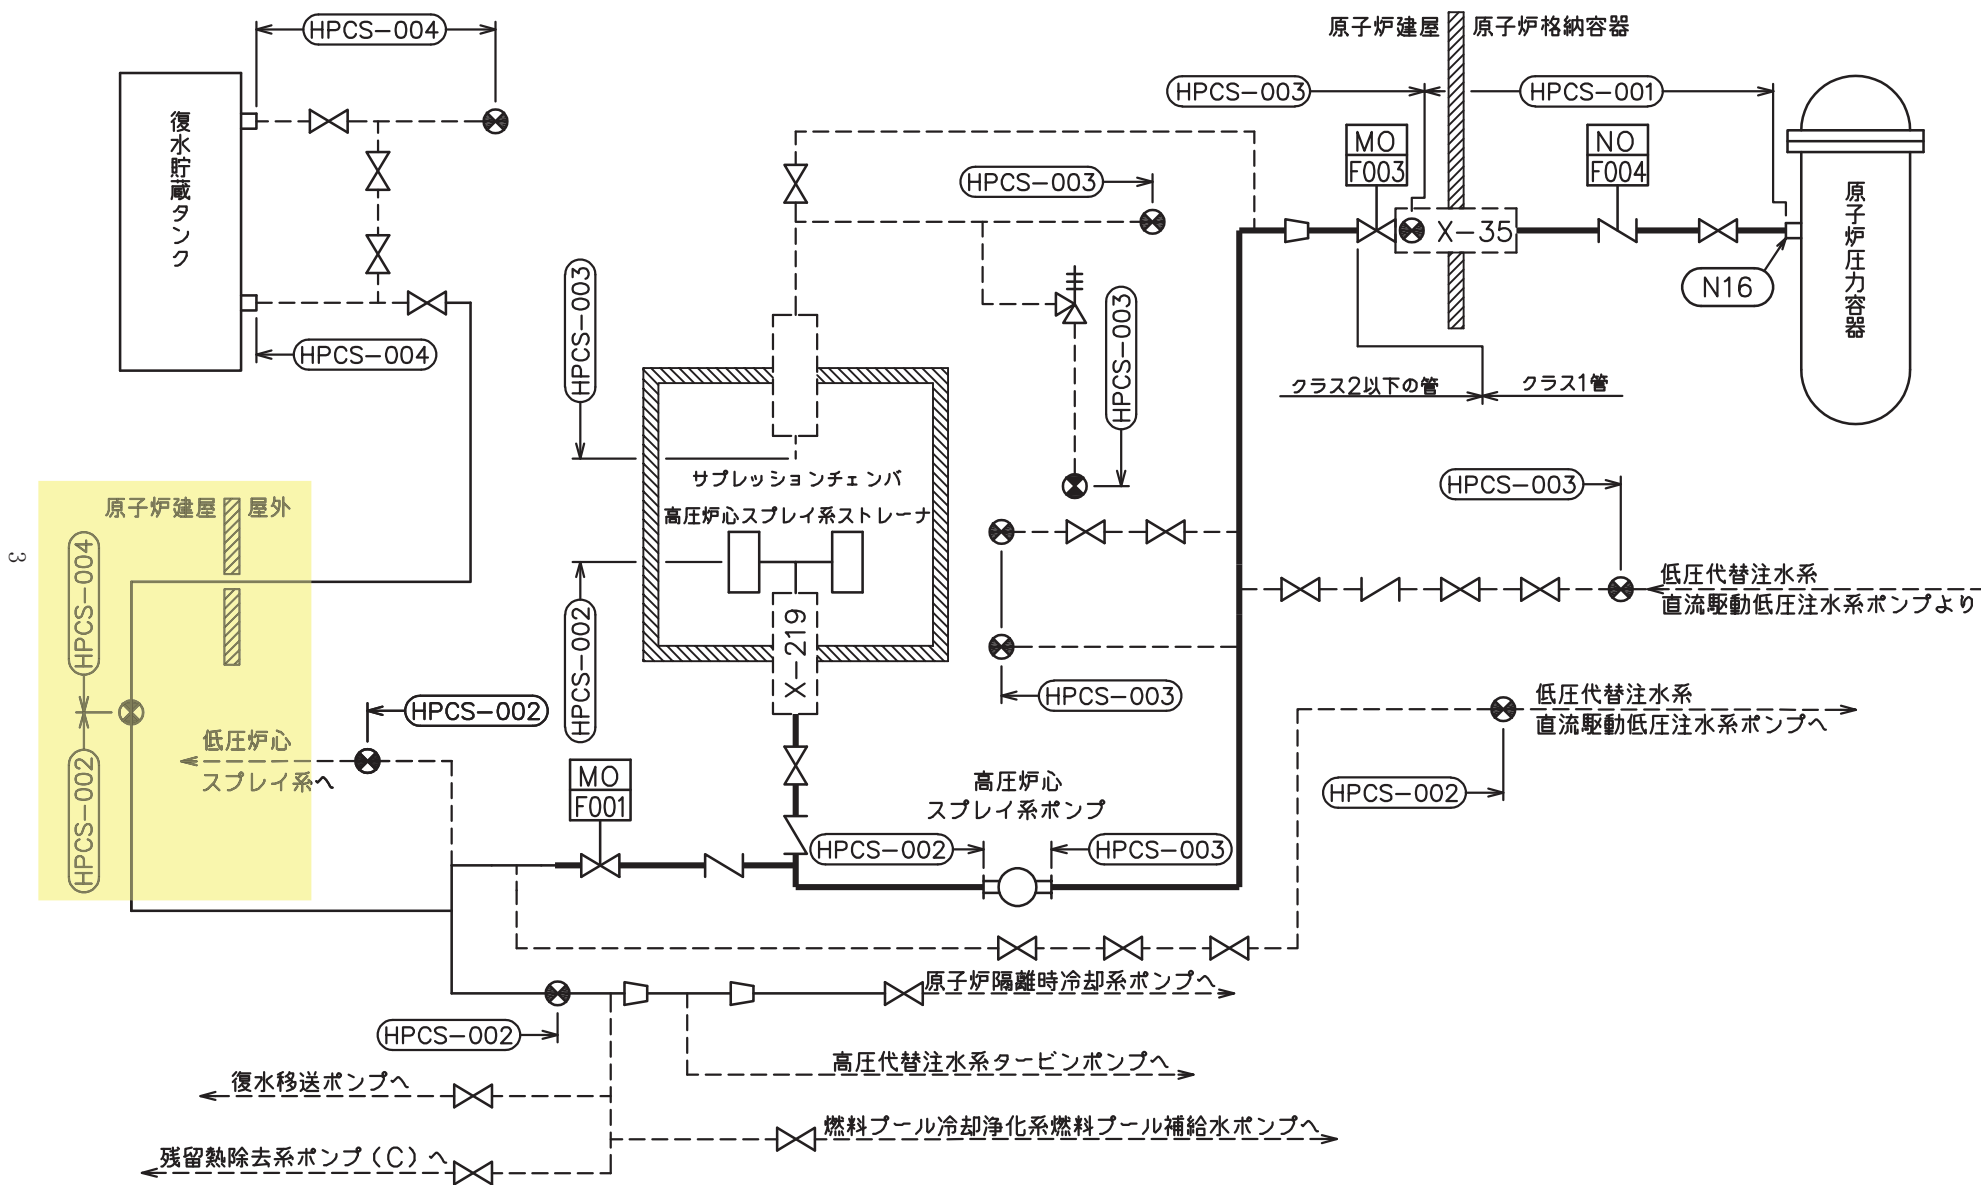 HPCS-004
原子炉建屋
原子炉格納容器
HPCS-003
HPCS-001
復水貯蔵タンク
MO
F003
NO
F004
HPCS-003
X-35
原子炉圧力容器
N16
HPCS-003
HPCS-003
HPCS-004
クラス2以下の管
クラス1管
サプレッションチェンバ
高圧炉心スプレイ系ストレーナ
HPCS-003
原子炉建屋
屋外
3
HPCS-004
HPCS-002
X-219
低圧代替注水系
直流駆動低圧注水系ポンプより
HPCS-003
低圧代替注水系
直流駆動低圧注水系ポンプへ
HPCS-002
HPCS-002
低圧炉心
スプレイ系へ
HPCS-002
MO
F001
高圧炉心
スプレイ系ポンプ
HPCS-002
HPCS-003
原子炉隔離時冷却系ポンプへ
HPCS-002
高圧代替注水系タービンポンプへ
復水移送ポンプへ
燃料プール冷却浄化系燃料プール補給水ポンプへ
残留熱除去系ポンプ(C)へ